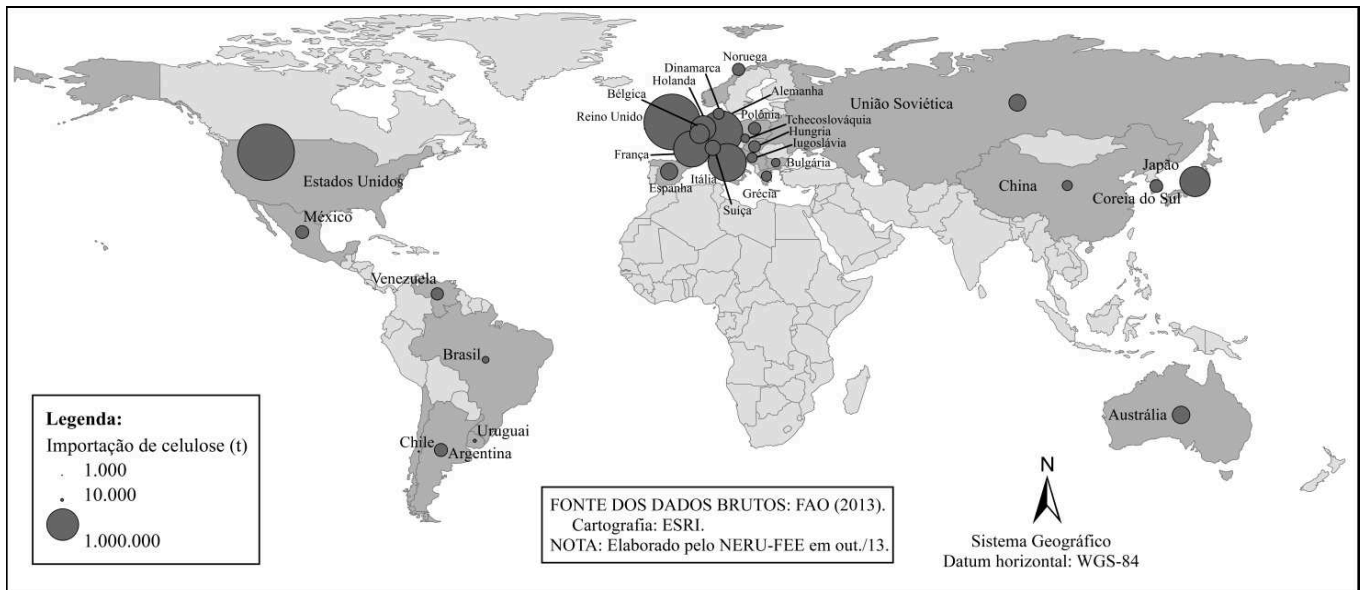 Noruega
Dinamarca
Holanda
Bélgica
Alemanha
Reino Unido
Polônia
União Soviética
Tchecoslováquia
Hungria
Iugoslávia
França
Bulgária
Japão
Estados Unidos
Espanha
Itália
Grécia
China
Coreia do Sul
Suíça
México
Venezuela
Brasil
Austrália
Uruguai
Chile
Argentina
Legenda:
Importação de celulose (t)
1.000
10.000
1.000.000
FONTE DOS DADOS BRUTOS: FAO (2013).
Cartografia: ESRI.
NOTA: Elaborado pelo NERU-FEE em out./13.
N
Sistema Geográfico
Datum horizontal: WGS-84